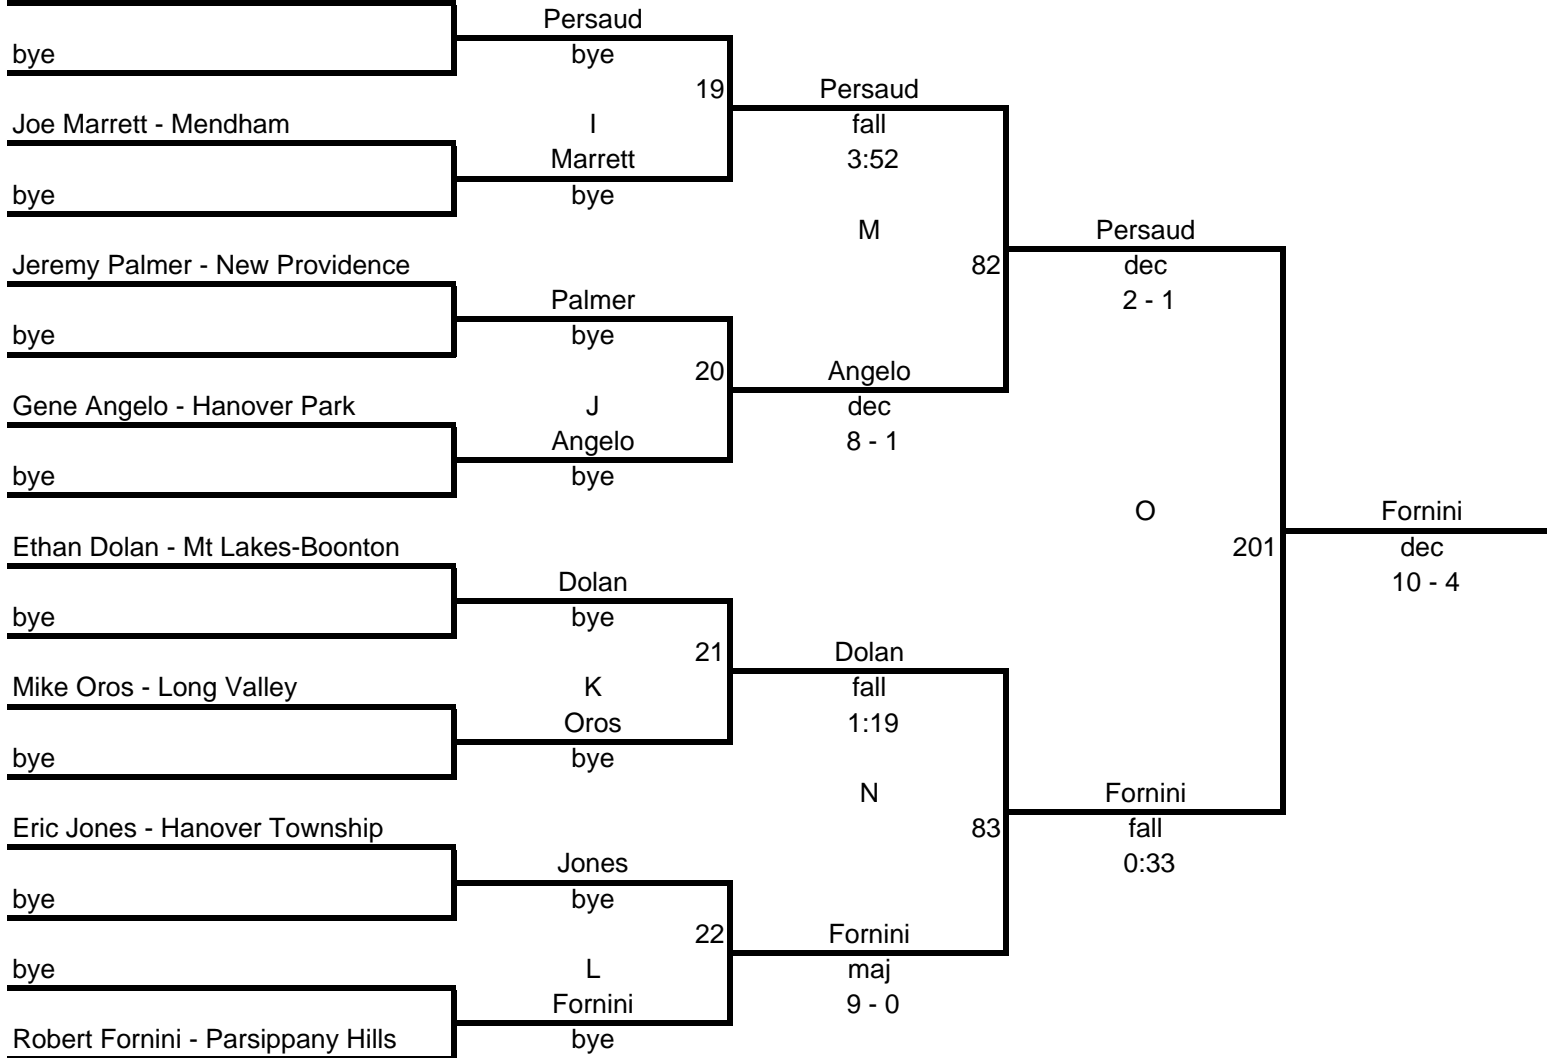 Persaud
bye
bye
19
Persaud
Joe Marrett - Mendham
I
fall
Marrett
3:52
bye
bye
M
Persaud
Jeremy Palmer - New Providence
82
dec
Palmer
2 - 1
bye
bye
20
Angelo
Gene Angelo - Hanover Park
J
dec
Angelo
8 - 1
bye
bye
O
Fornini
Ethan Dolan - Mt Lakes-Boonton
201
dec
Dolan
10 - 4
bye
bye
21
Dolan
Mike Oros - Long Valley
K
fall
Oros
1:19
bye
bye
N
Fornini
Eric Jones - Hanover Township
83
fall
Jones
0:33
bye
bye
22
Fornini
bye
L
maj
Fornini
9 - 0
Robert Fornini - Parsippany Hills
bye